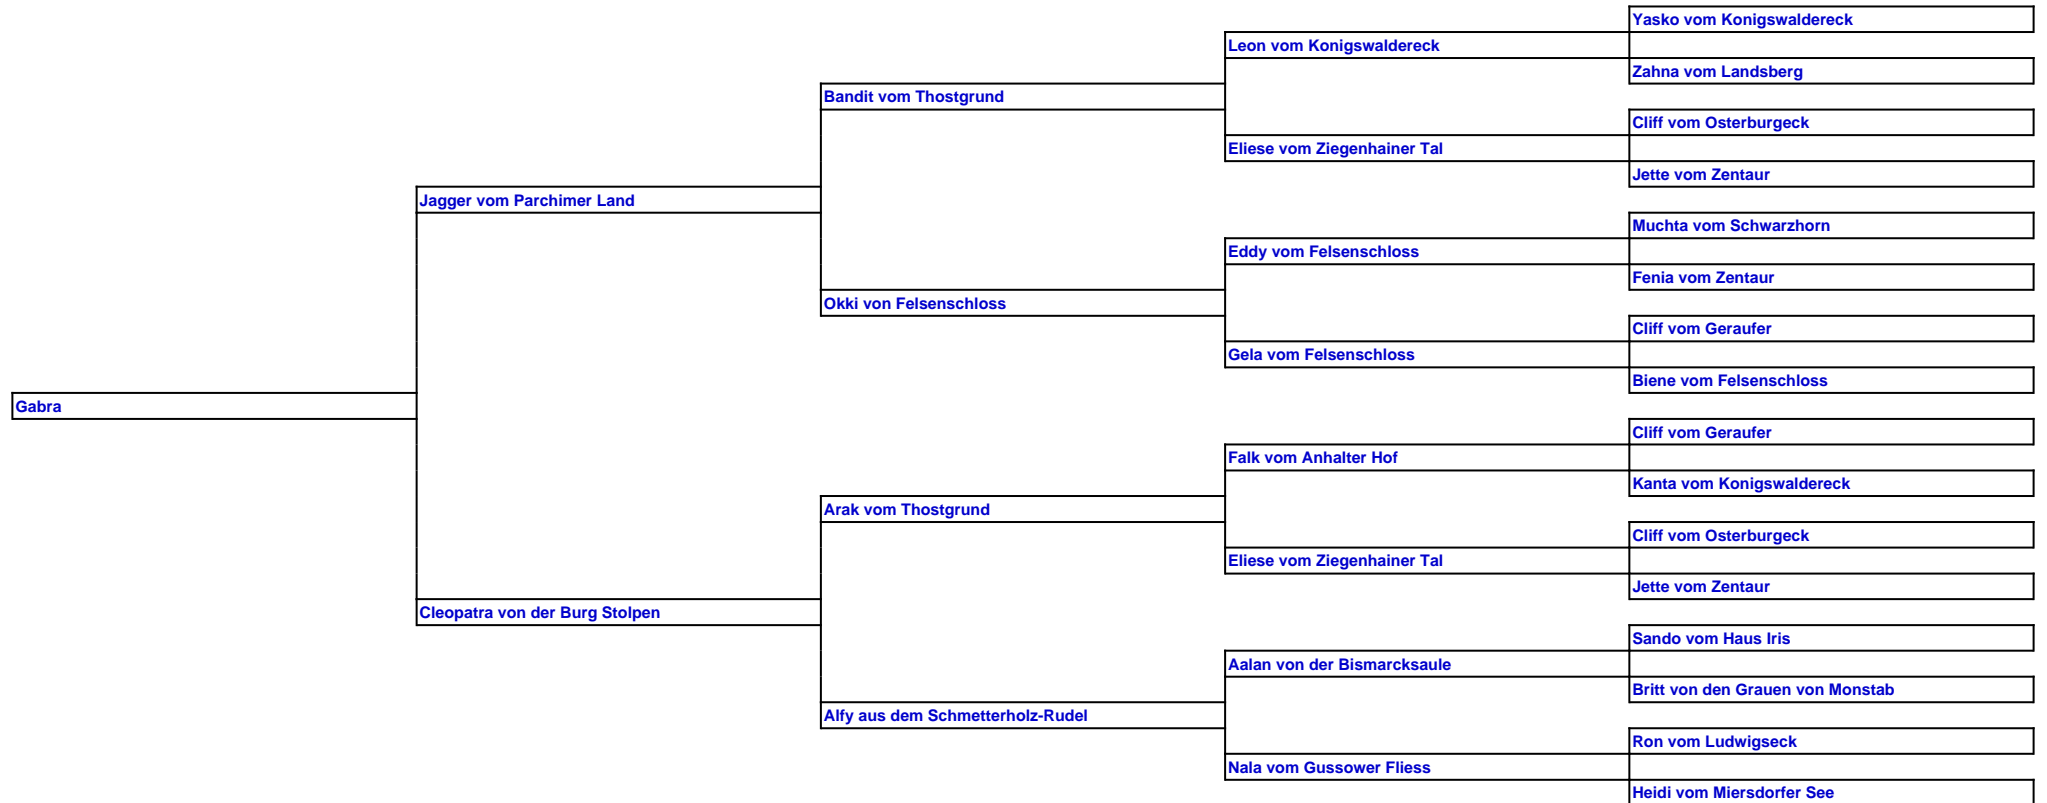 Yasko vom Konigswaldereck
Leon vom Konigswaldereck
Zahna vom Landsberg
Bandit vom Thostgrund
Cliff vom Osterburgeck
Eliese vom Ziegenhainer Tal
Jette vom Zentaur
Jagger vom Parchimer Land
Muchta vom Schwarzhorn
Eddy vom Felsenschloss
Fenia vom Zentaur
Okki von Felsenschloss
Cliff vom Geraufer
Gela vom Felsenschloss
Biene vom Felsenschloss
Gabra
Cliff vom Geraufer
Falk vom Anhalter Hof
Kanta vom Konigswaldereck
Arak vom Thostgrund
Cliff vom Osterburgeck
Eliese vom Ziegenhainer Tal
Jette vom Zentaur
Cleopatra von der Burg Stolpen
Sando vom Haus Iris
Aalan von der Bismarcksaule
Britt von den Grauen von Monstab
Alfy aus dem Schmetterholz-Rudel
Ron vom Ludwigseck
Nala vom Gussower Fliess
Heidi vom Miersdorfer See